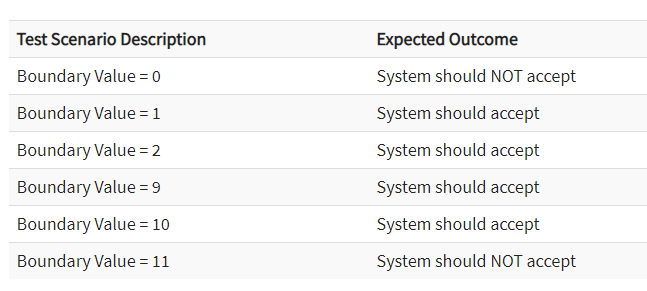 Test Scenario Description Expected Outcome
Boundary Value = 0 System should NOT accept
Boundary Value = 1 System should accept
Boundary Value = 2 System should accept
Boundary Value = 9 System should accept
Boundary Value = 10 System should accept
Boundary Value = 11 System should NOT accept